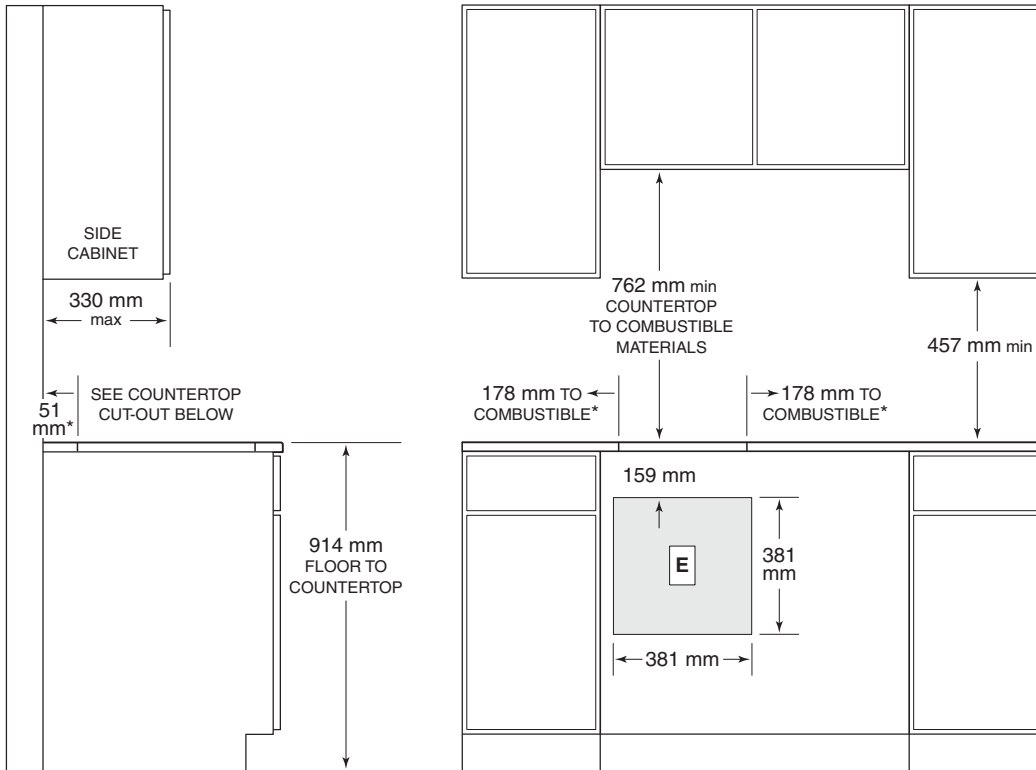 SIDE
CABINET
330 mm
max
51
mm*
SEE COUNTERTOP
CUT-OUT BELOW
914 mm
FLOOR TO
COUNTERTOP
762 mm min
COUNTERTOP
TO COMBUSTIBLE
MATERIALS
457 mm min
178 mm TO
COMBUSTIBLE*
178 mm TO
COMBUSTIBLE*
159 mm
E
381
mm
381 mm